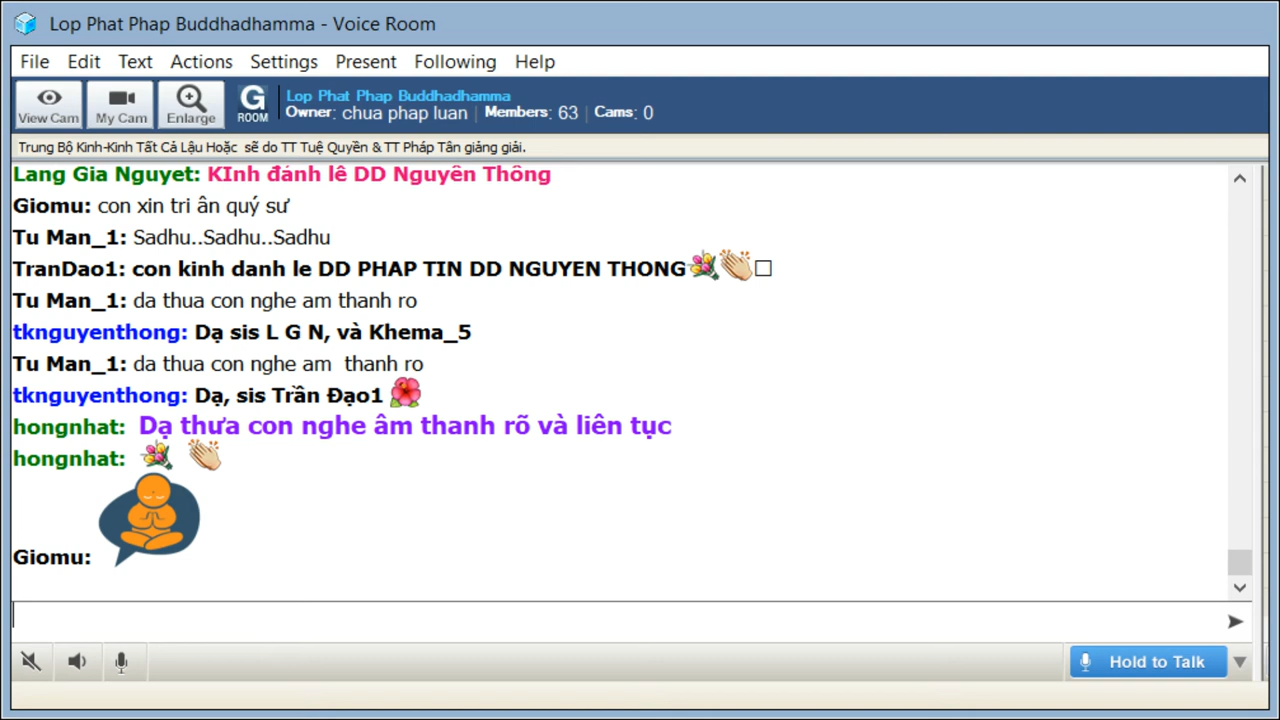 Lop Phat Phap Buddhadhamma - Voice Room
File Edit Text Actions Settings Present Following Help
View Cam My Cam Enlarge G ROOM
Lop Phat Phap Buddhadhamma
Owner: chua phap luan | Members: 63 | Cams: 0
Trung Bộ Kinh-Kinh Tất Cả Lậu Hoặc sẽ do TT Tuệ Quyền & TT Pháp Tân giảng giải.
Lang Gia Nguyet: KInh đảnh lễ DD Nguyên Thông
Giomu: con xin tri ân quý sư
Tu Man_1: Sadhu..Sadhu..Sadhu
TranDao1: con kinh danh le DD PHAP TIN DD NGUYEN THONG
Tu Man_1: da thua con nghe am thanh ro
tknguyenthong: Dạ sis L G N, và Khema_5
Tu Man_1: da thua con nghe am thanh ro
tknguyenthong: Dạ, sis Trần Đạo1
hongnhat: Dạ thưa con nghe âm thanh rõ và liên tục
hongnhat:
Giomu:
Hold to Talk